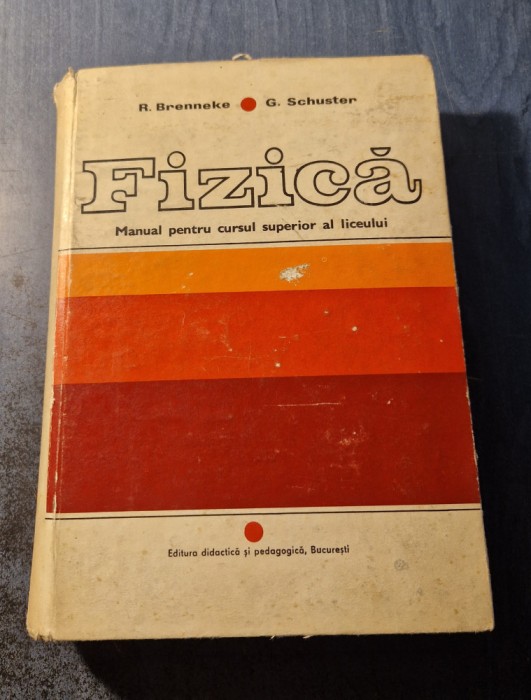 R. Brenneke ● G. Schuster
Fizică
Manual pentru cursul superior al liceului
Editura didactică și pedagogică, București